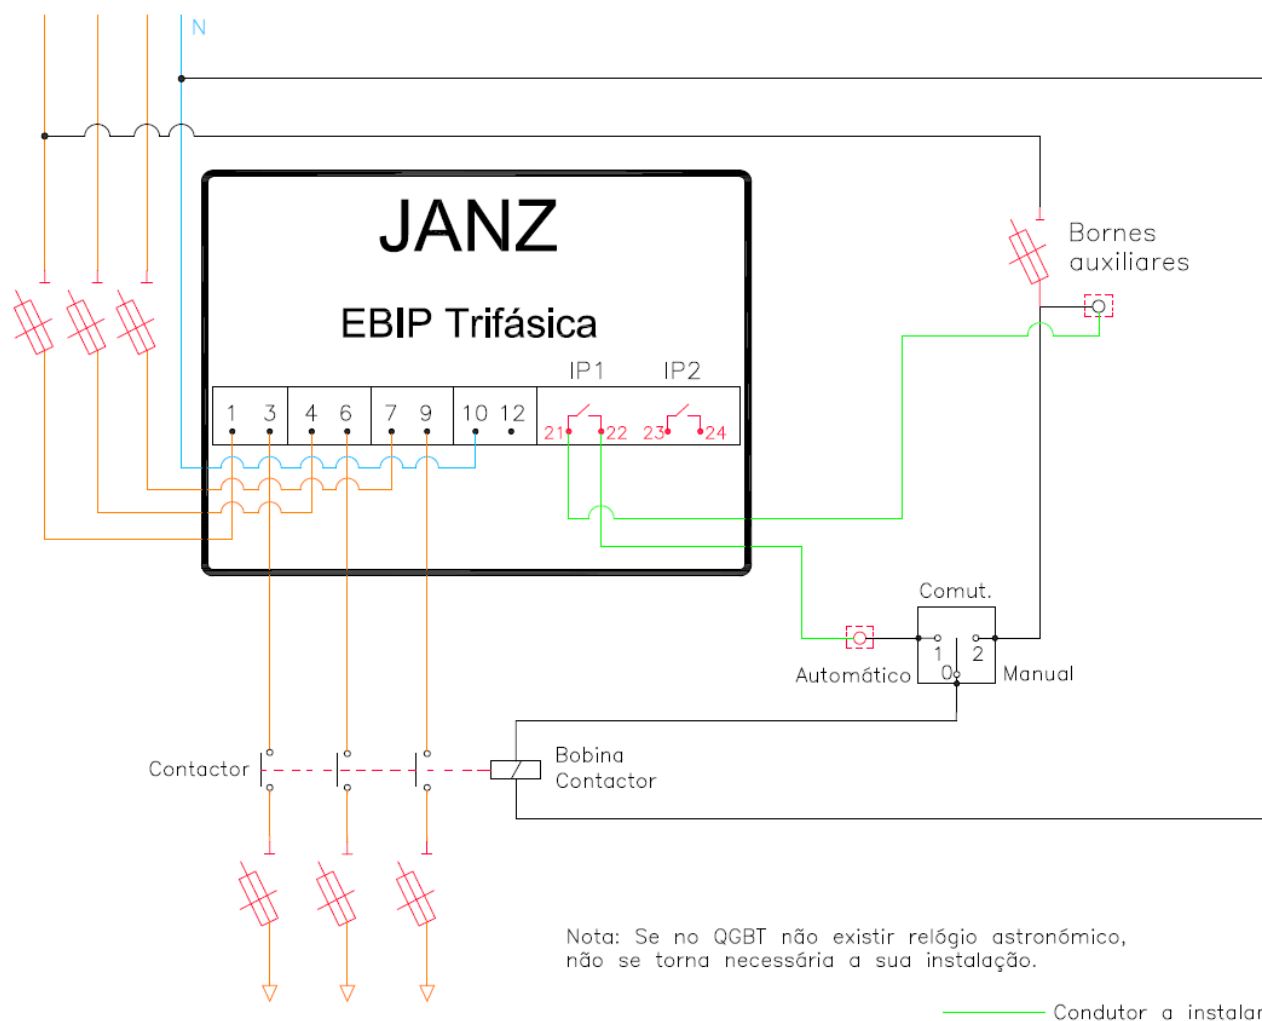 N
JANZ
EBIP Trifásica
Bornes
auxiliares
IP1 IP2
1 3 4 6 7 9 10 12
21 22 23 24
Comut.
1 2
0
Automático
Manual
Contactor
Bobina
Contactor
Nota: Se no QGBT não existir relógio astronómico,
não se torna necessária a sua instalação.
Condutor a instalar